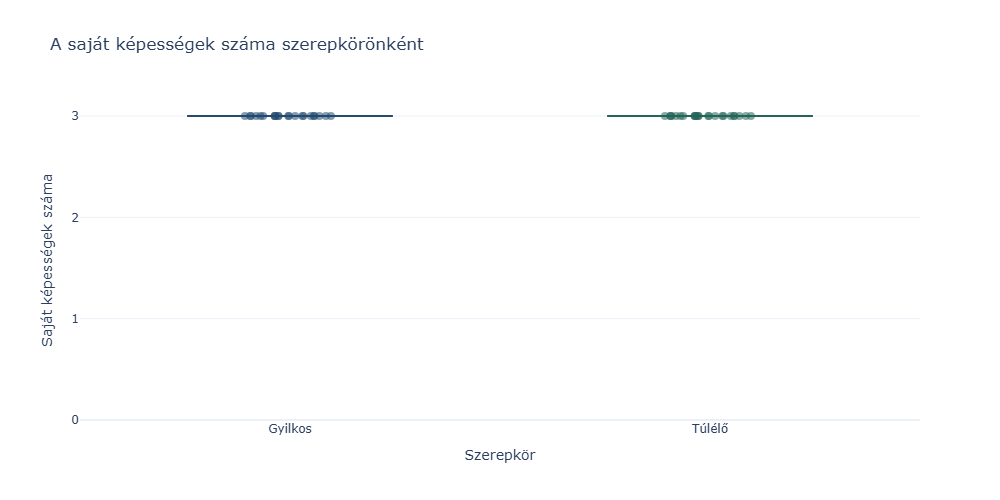 A saját képességek száma szerepkörönként
Saját képességek száma
3
2
1
0
Gyilkos
Túlélő
Szerepkör